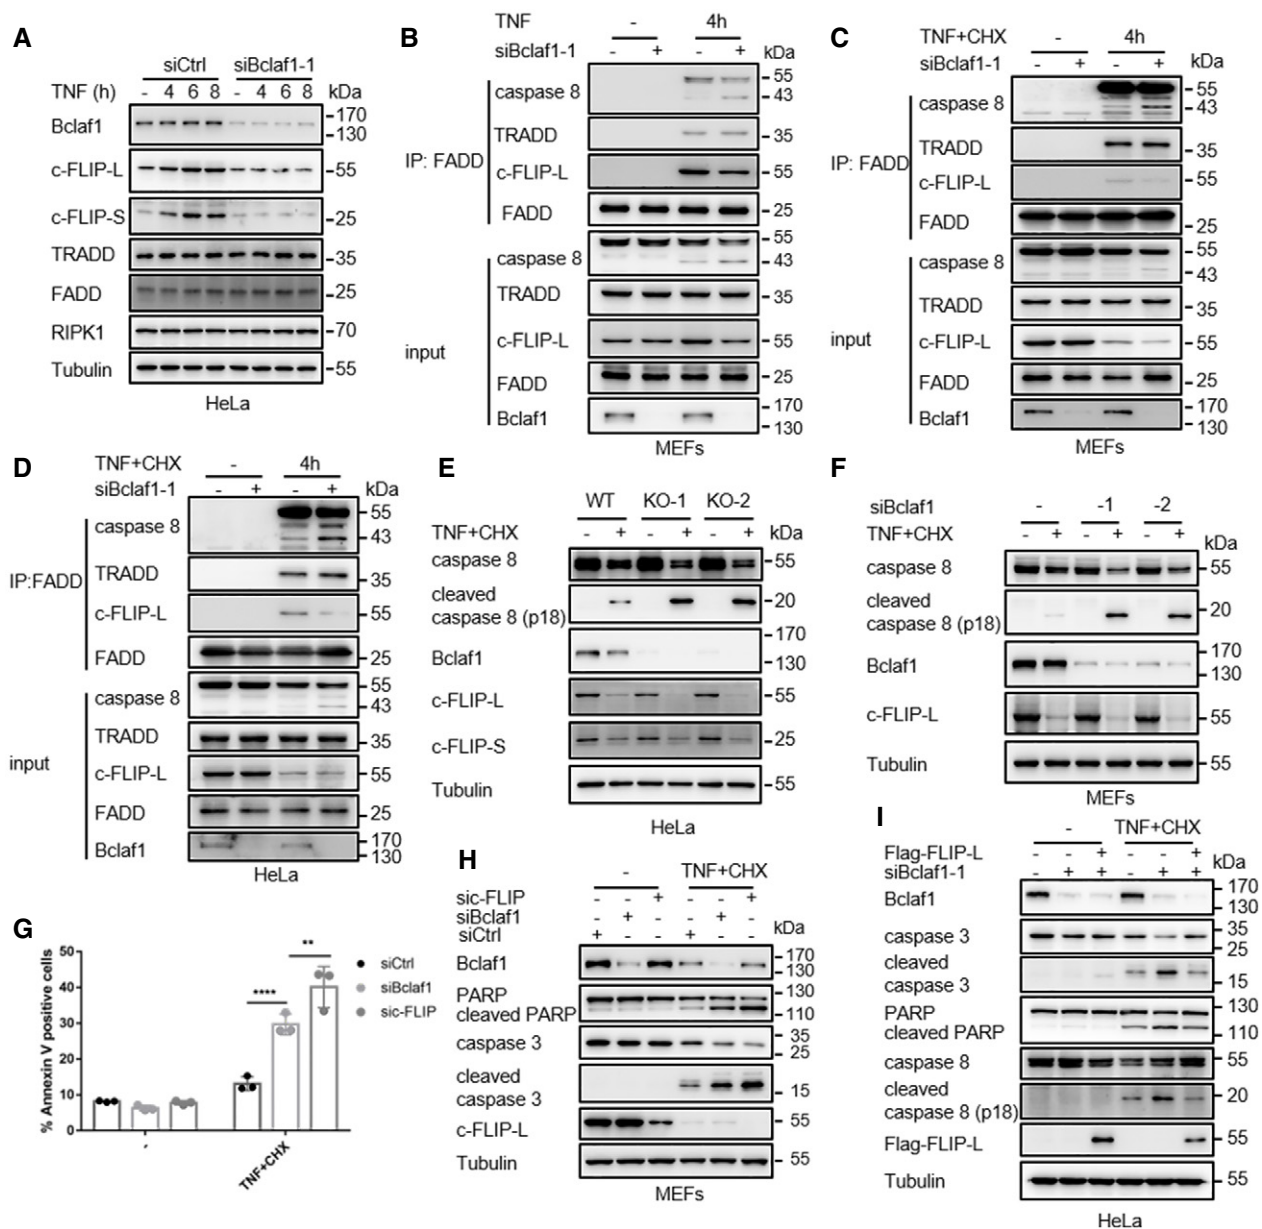 A
siCtrl siBclaf1-1
TNF (h) - 4 6 8 - 4 6 8 kDa
Bclaf1 -170
-130
c-FLIP-L -55
c-FLIP-S -25
TRADD -35
FADD -25
RIPK1 -70
Tubulin -55
HeLa
B
TNF - 4h
siBclaf1-1 - + - + kDa
IP: FADD
caspase 8 -55
-43
TRADD -35
c-FLIP-L -55
FADD -25
input
caspase 8 -55
-43
TRADD -35
c-FLIP-L -55
FADD -25
Bclaf1 -170
-130
MEFs
C
TNF+CHX - 4h
siBclaf1-1 - + - + kDa
IP: FADD
caspase 8 -55
-43
TRADD -35
c-FLIP-L -55
FADD -25
input
caspase 8 -55
-43
TRADD -35
c-FLIP-L -55
FADD -25
Bclaf1 -170
-130
MEFs
D
TNF+CHX - 4h
siBclaf1-1 - + - + kDa
IP:FADD
caspase 8 -55
-43
TRADD -35
c-FLIP-L -55
FADD -25
input
caspase 8 -55
-43
TRADD -35
c-FLIP-L -55
FADD -25
Bclaf1 -170
-130
HeLa
E
WT KO-1 KO-2
TNF+CHX - + - + - + kDa
caspase 8 -55
cleaved
caspase 8 (p18) -20
Bclaf1 -170
-130
c-FLIP-L -55
c-FLIP-S -25
Tubulin -55
HeLa
F
siBclaf1 - -1 -2
TNF+CHX - + - + - + kDa
caspase 8 -55
cleaved
caspase 8 (p18) -20
Bclaf1 -170
-130
c-FLIP-L -55
Tubulin -55
MEFs
G
% Annexin V positive cells
50
40
30
20
10
0
****
**
-
TNF+CHX
siCtrl
siBclaf1
sic-FLIP
H
- TNF+CHX
sic-FLIP - - + - - +
siBclaf1 - + - - + -
siCtrl + - - + - - kDa
Bclaf1 -170
-130
PARP -130
cleaved PARP -110
caspase 3 -35
-25
cleaved
caspase 3 -15
c-FLIP-L -55
Tubulin -55
MEFs
I
- TNF+CHX
Flag-FLIP-L - - + - - +
siBclaf1-1 - + + - + + kDa
Bclaf1 -170
-130
caspase 3 -35
-25
cleaved
caspase 3 -15
PARP -130
cleaved PARP -110
caspase 8 -55
cleaved
caspase 8 (p18) -20
Flag-FLIP-L -55
Tubulin -55
HeLa